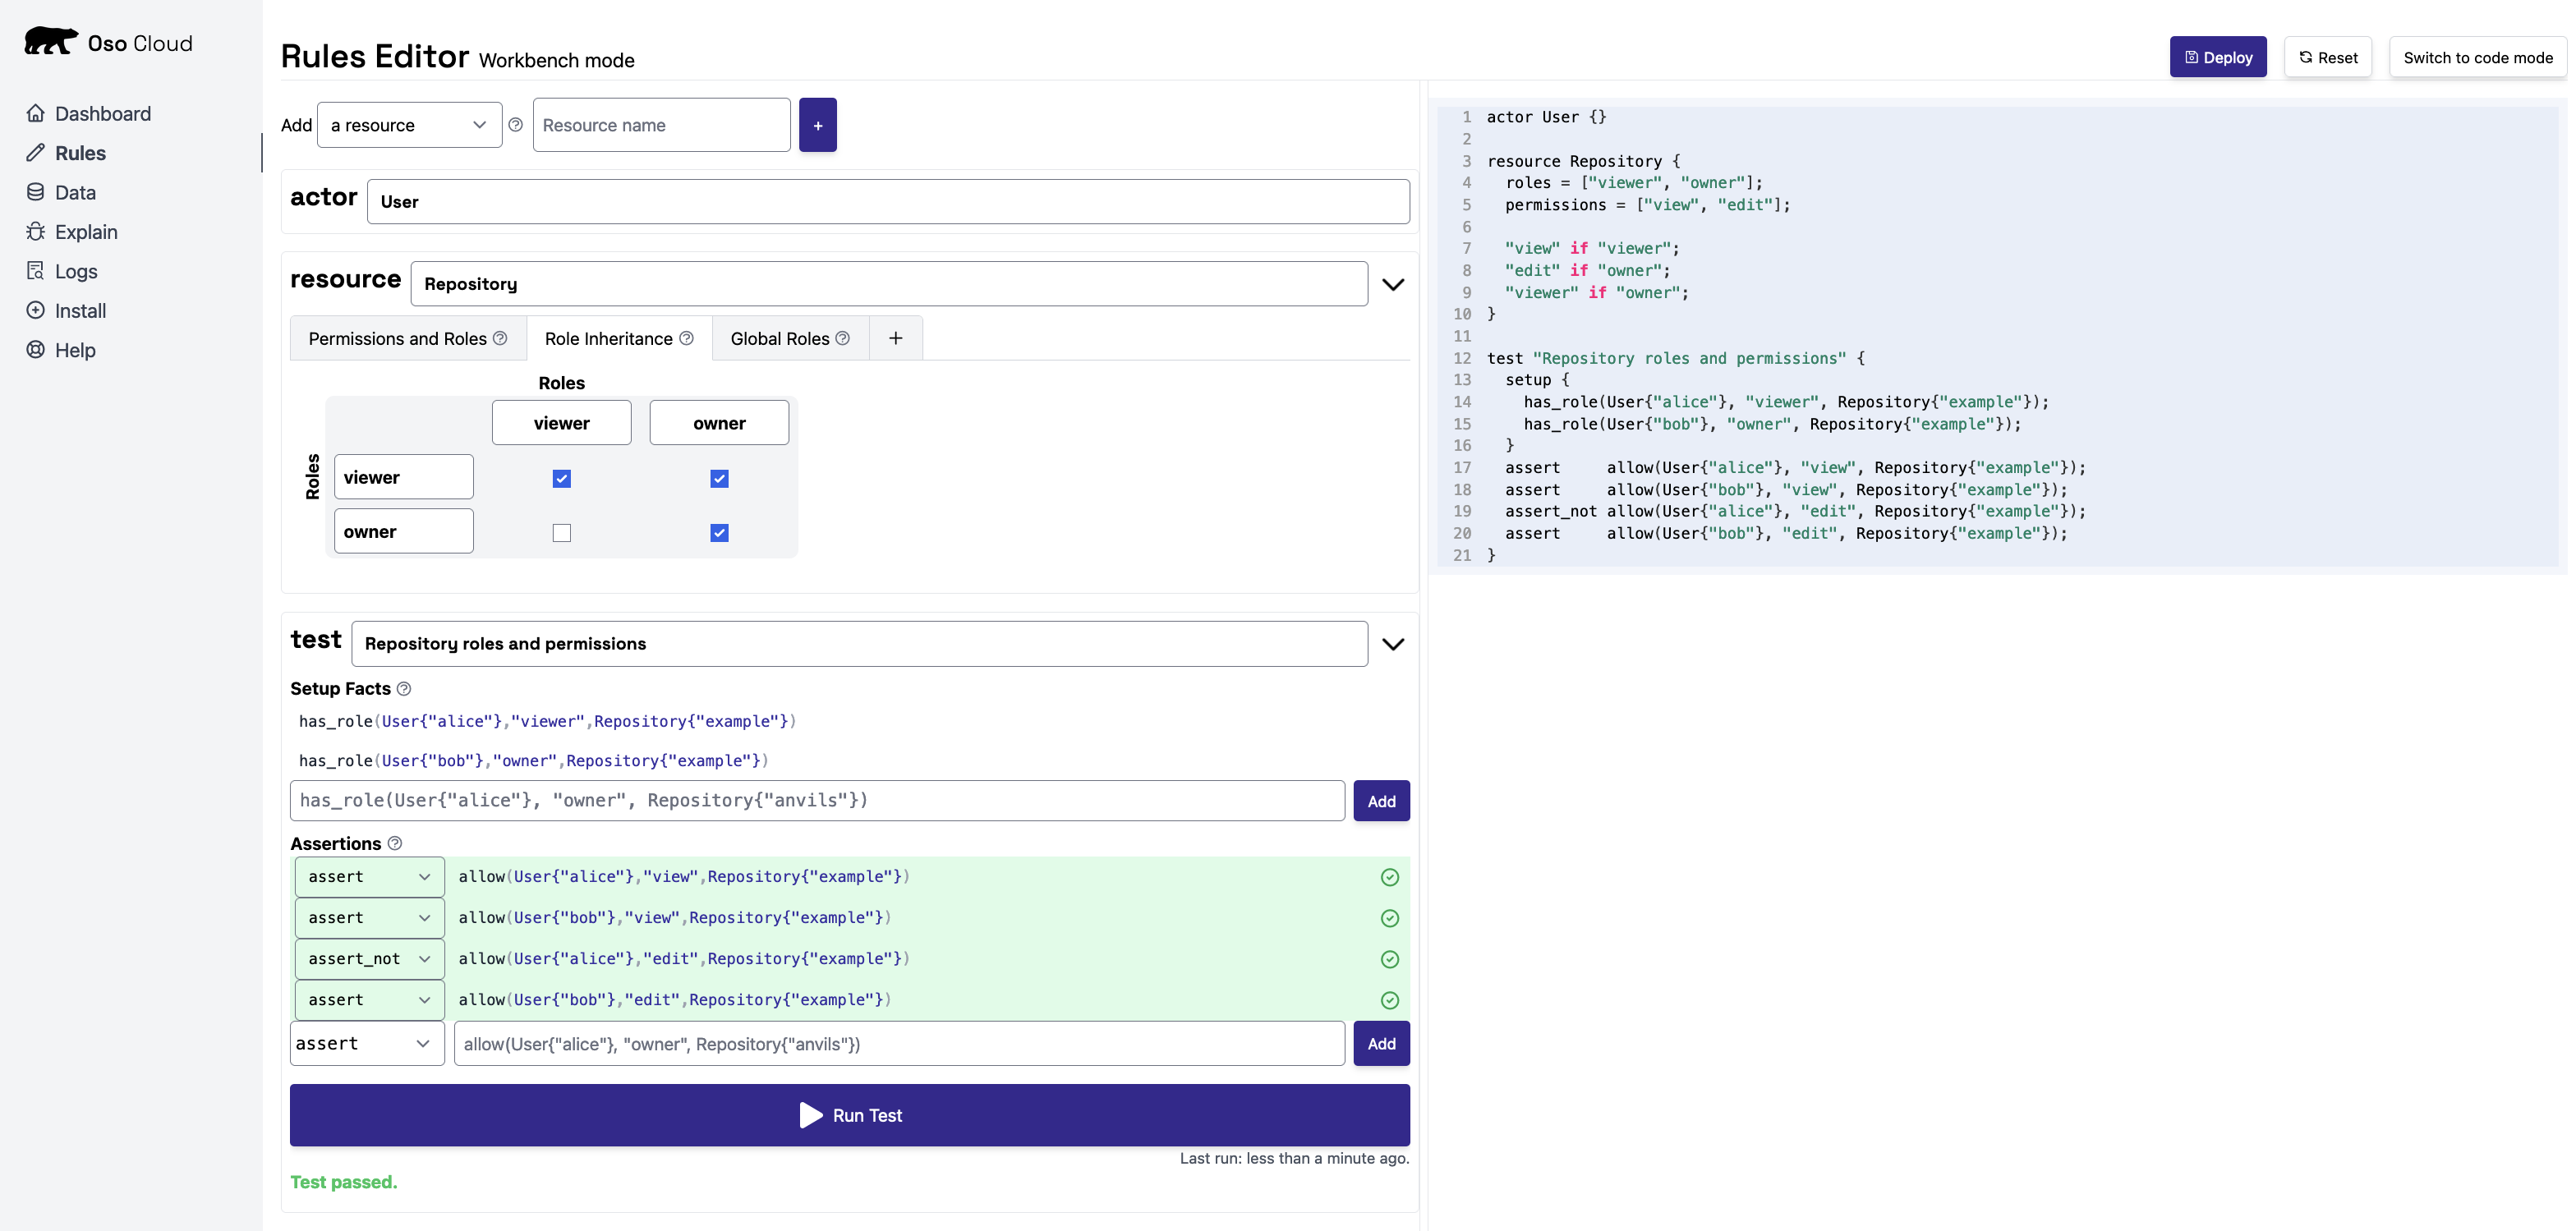 Oso Cloud
Dashboard
Rules
Data
Explain
Logs
Install
Help
Rules Editor Workbench mode
Deploy
Reset
Switch to code mode
Add a resource Resource name +
actor User
resource Repository
Permissions and Roles
Role Inheritance
Global Roles
+
Roles
viewer owner
Roles
viewer
owner
test Repository roles and permissions
Setup Facts
has_role(User{"alice"},"viewer",Repository{"example"})
has_role(User{"bob"},"owner",Repository{"example"})
has_role(User{"alice"}, "owner", Repository{"anvils"}) Add
Assertions
assert allow(User{"alice"},"view",Repository{"example"})
assert allow(User{"bob"},"view",Repository{"example"})
assert_not allow(User{"alice"},"edit",Repository{"example"})
assert allow(User{"bob"},"edit",Repository{"example"})
assert allow(User{"alice"}, "owner", Repository{"anvils"}) Add
Run Test
Last run: less than a minute ago.
Test passed.
1 actor User {}
2
3 resource Repository {
4 roles = ["viewer", "owner"];
5 permissions = ["view", "edit"];
6
7 "view" if "viewer";
8 "edit" if "owner";
9 "viewer" if "owner";
10 }
11
12 test "Repository roles and permissions" {
13 setup {
14 has_role(User{"alice"}, "viewer", Repository{"example"});
15 has_role(User{"bob"}, "owner", Repository{"example"});
16 }
17 assert allow(User{"alice"}, "view", Repository{"example"});
18 assert allow(User{"bob"}, "view", Repository{"example"});
19 assert_not allow(User{"alice"}, "edit", Repository{"example"});
20 assert allow(User{"bob"}, "edit", Repository{"example"});
21 }